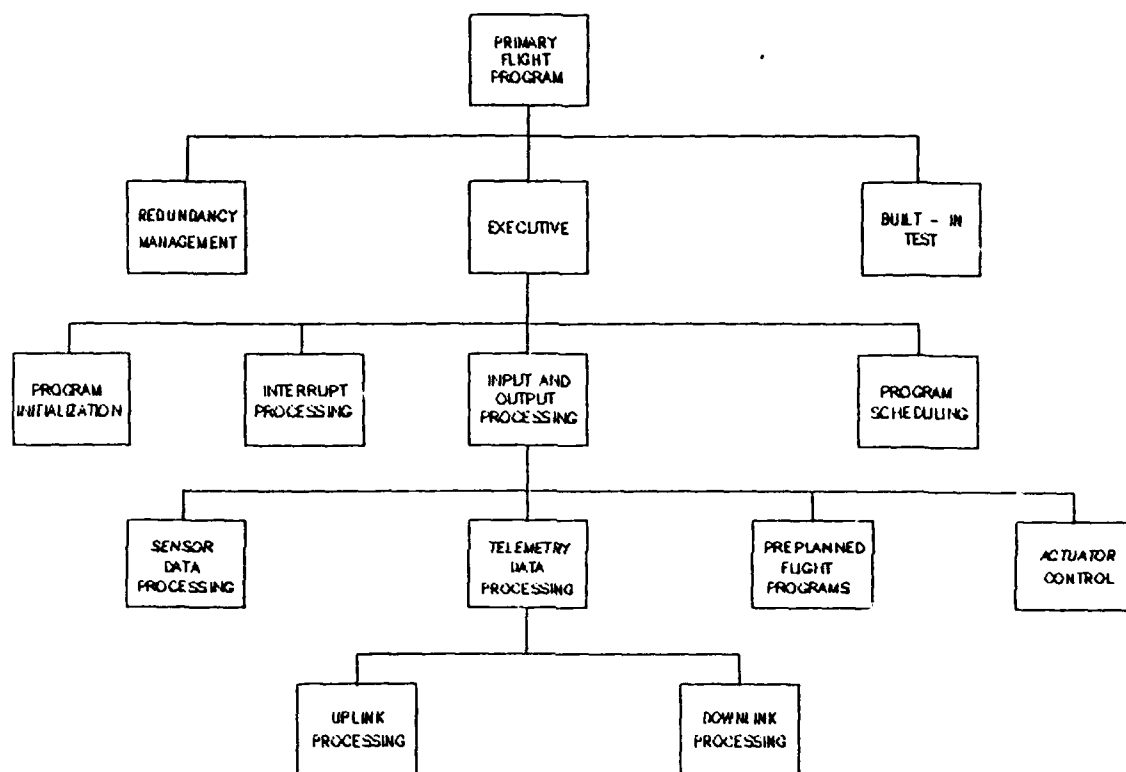 PRIMARY
FLIGHT
PROGRAM
REDUNDANCY
MANAGEMENT
EXECUTIVE
BUILT - IN
TEST
PROGRAM
INITIALIZATION
INTERRUPT
PROCESSING
INPUT AND
OUTPUT
PROCESSING
PROGRAM
SCHEDULING
SENSOR
DATA
PROCESSING
TELEMETRY
DATA
PROCESSING
PREPLANNED
FLIGHT
PROGRAMS
ACTUATOR
CONTROL
UPLINK
PROCESSING
DOWNLINK
PROCESSING